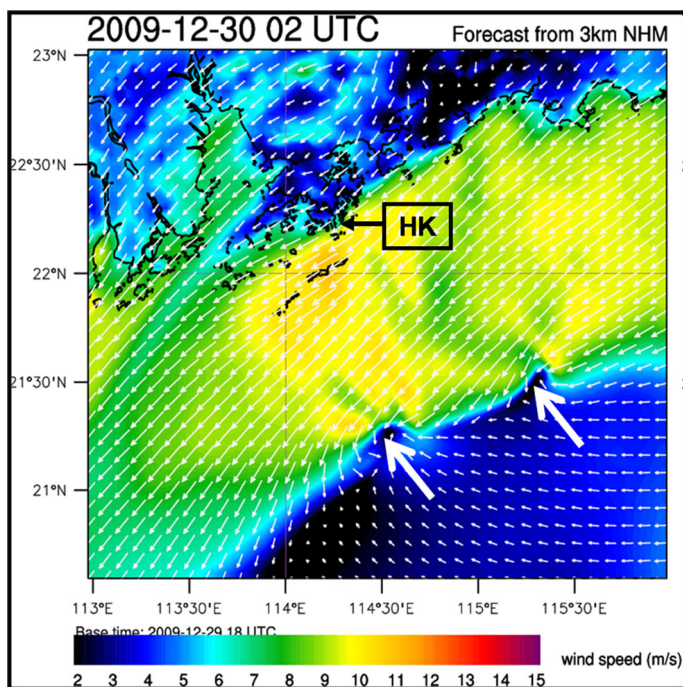 2009-12-30 02 UTC
Forecast from 3km NHM
23°N
22°30'N
22°N
21°30'N
21°N
HK
113°E
113°30'E
114°E
114°30'E
115°E
115°30'E
Base time: 2009-12-29 18 UTC
2 3 4 5 6 7 8 9 10 11 12 13 14 15
wind speed (m/s)